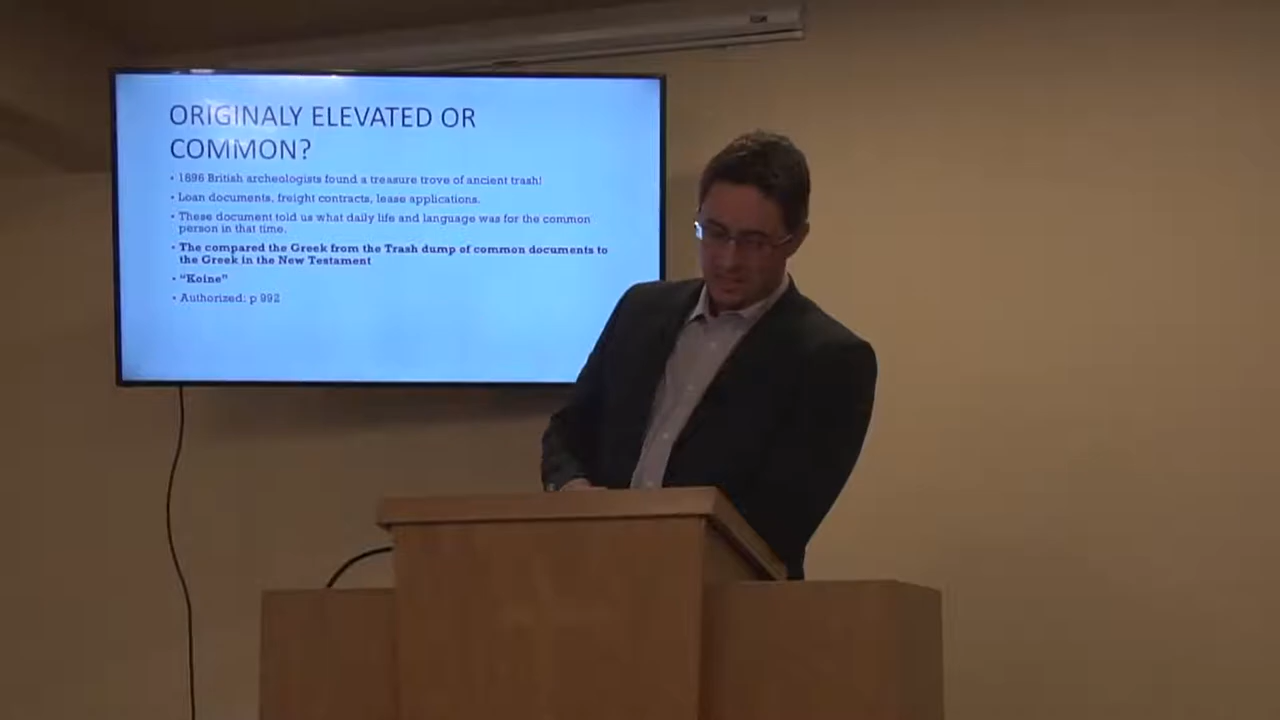 ORIGINALY ELEVATED OR
COMMON?
• 1896 British archeologists found a treasure trove of ancient trash!
• Loan documents, freight contracts, lease applications.
• These document told us what daily life and language was for the common
person in that time.
• The compared the Greek from the Trash dump of common documents to
the Greek in the New Testament
• "Koine"
• Authorized: p 992